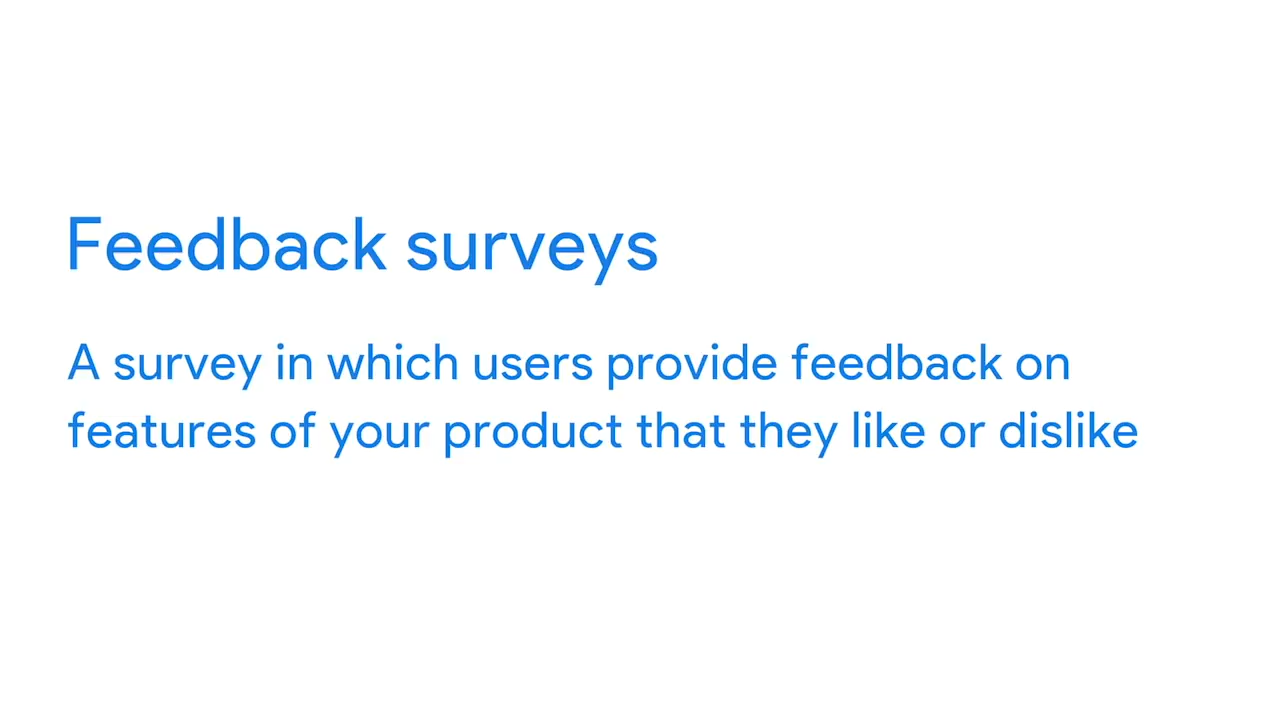 Feedback surveys
A survey in which users provide feedback on
features of your product that they like or dislike